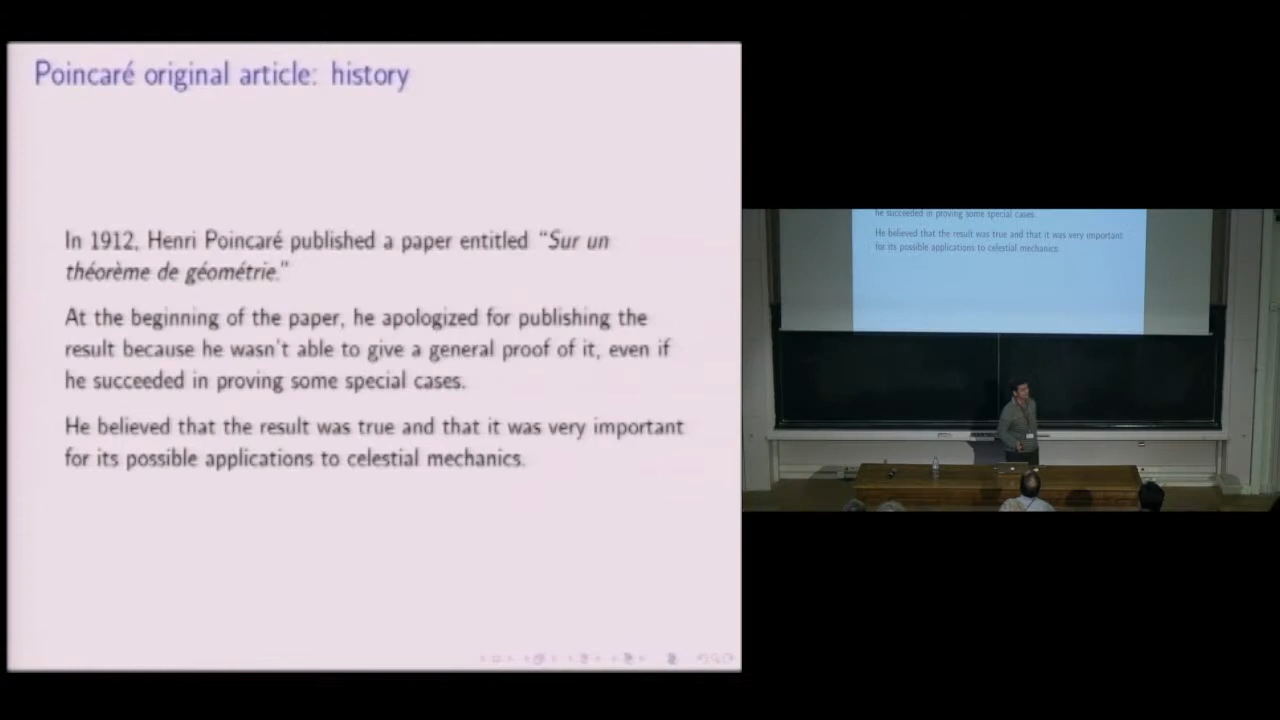 Poincaré original article: history
In 1912, Henri Poincaré published a paper entitled “Sur un
théorème de géométrie.”
At the beginning of the paper, he apologized for publishing the
result because he wasn't able to give a general proof of it, even if
he succeeded in proving some special cases.
He believed that the result was true and that it was very important
for its possible applications to celestial mechanics.
he succeeded in proving some special cases.
He believed that the result was true and that it was very important
for its possible applications to celestial mechanics.